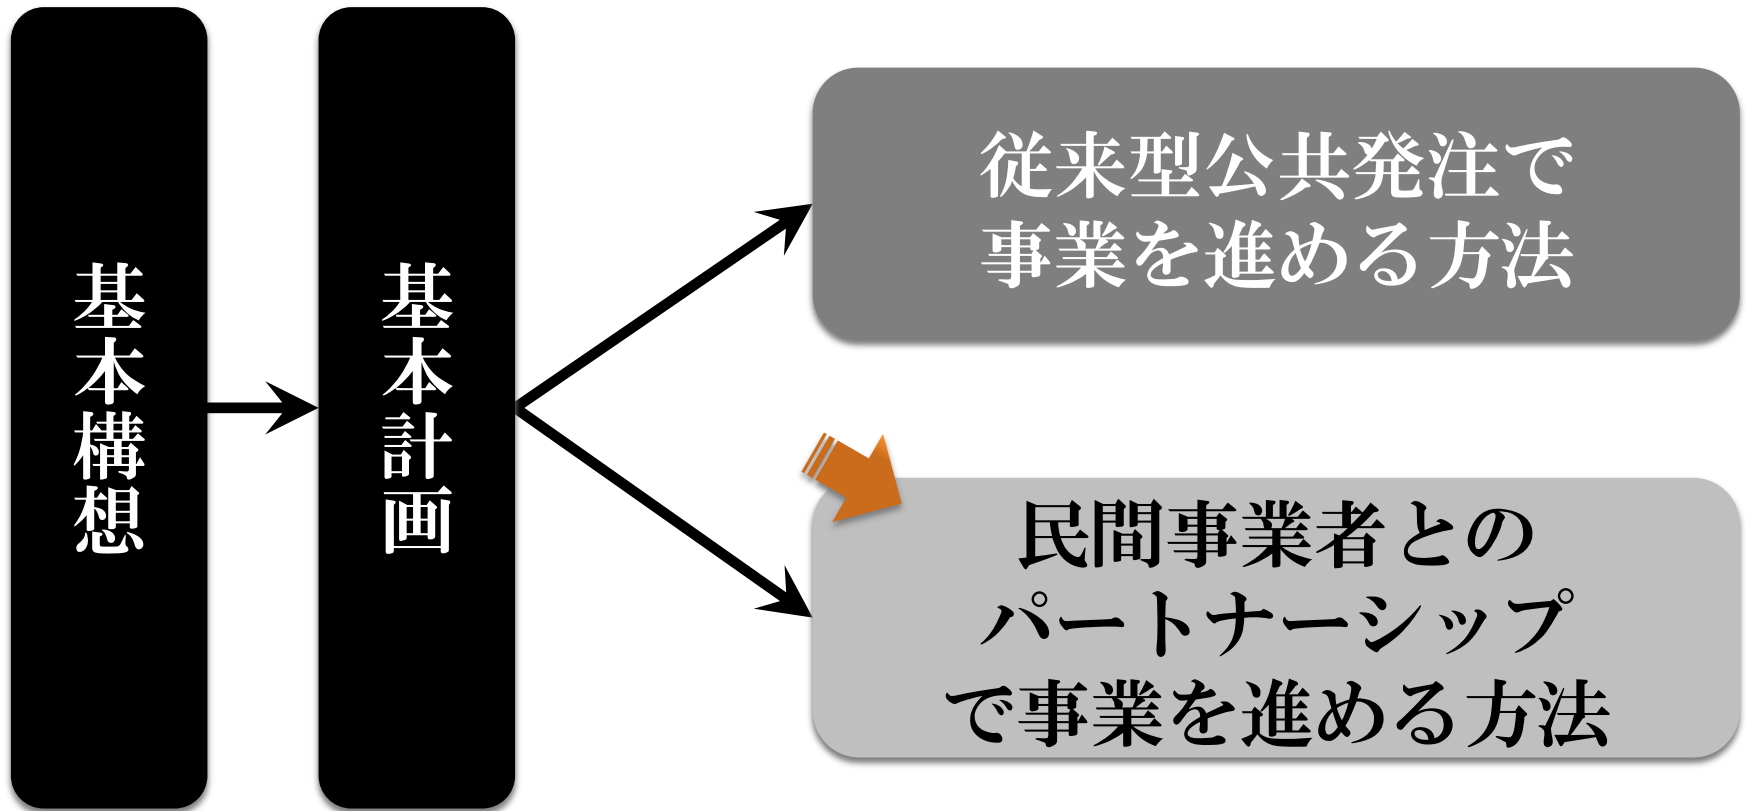 基本構想
基本計画
従来型公共発注で
事業を進める方法
民間事業者との
パートナーシップ
で事業を進める方法